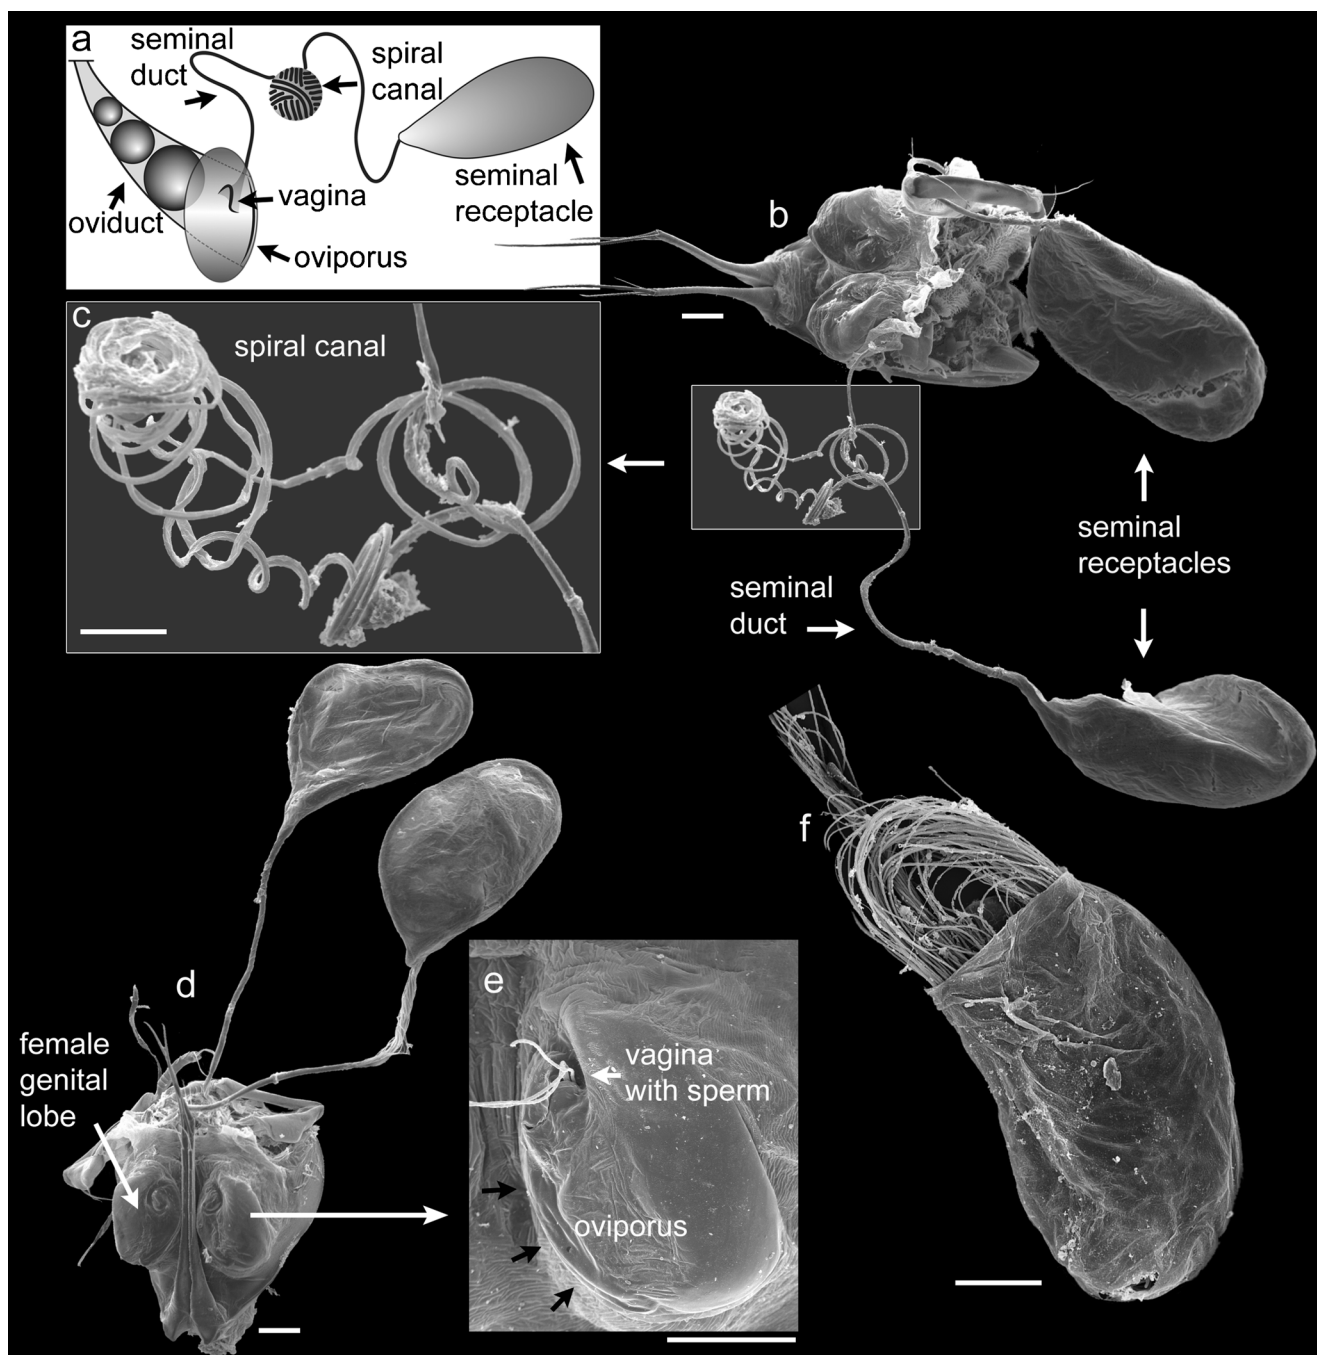 a
seminal
duct
spiral
canal
seminal
receptacle
vagina
oviduct
oviporus
b
c
spiral canal
seminal
receptacles
seminal
duct
d
female
genital
lobe
e
vagina
with sperm
oviporus
f